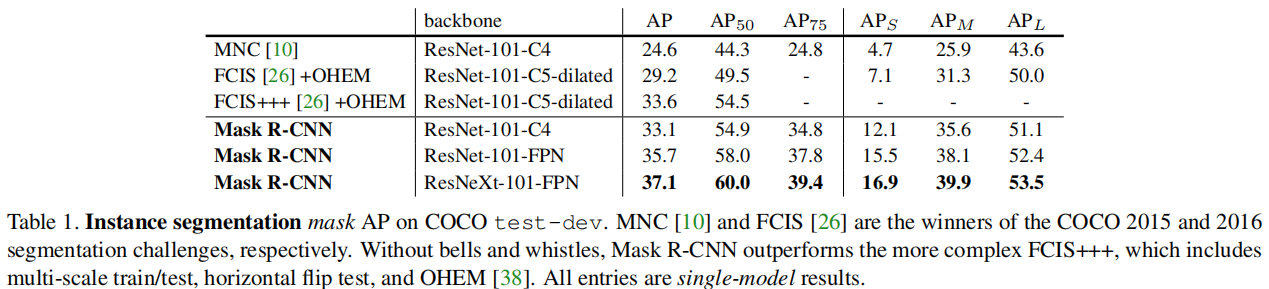 backbone AP AP50 AP75 APS APM APL
MNC [10] ResNet-101-C4 24.6 44.3 24.8 4.7 25.9 43.6
FCIS [26] +OHEM ResNet-101-C5-dilated 29.2 49.5 - 7.1 31.3 50.0
FCIS+++ [26] +OHEM ResNet-101-C5-dilated 33.6 54.5 - - - -
Mask R-CNN ResNet-101-C4 33.1 54.9 34.8 12.1 35.6 51.1
Mask R-CNN ResNet-101-FPN 35.7 58.0 37.8 15.5 38.1 52.4
Mask R-CNN ResNeXt-101-FPN 37.1 60.0 39.4 16.9 39.9 53.5
Table 1. Instance segmentation mask AP on COCO test-dev. MNC [10] and FCIS [26] are the winners of the COCO 2015 and 2016
segmentation challenges, respectively. Without bells and whistles, Mask R-CNN outperforms the more complex FCIS+++, which includes
multi-scale train/test, horizontal flip test, and OHEM [38]. All entries are single-model results.